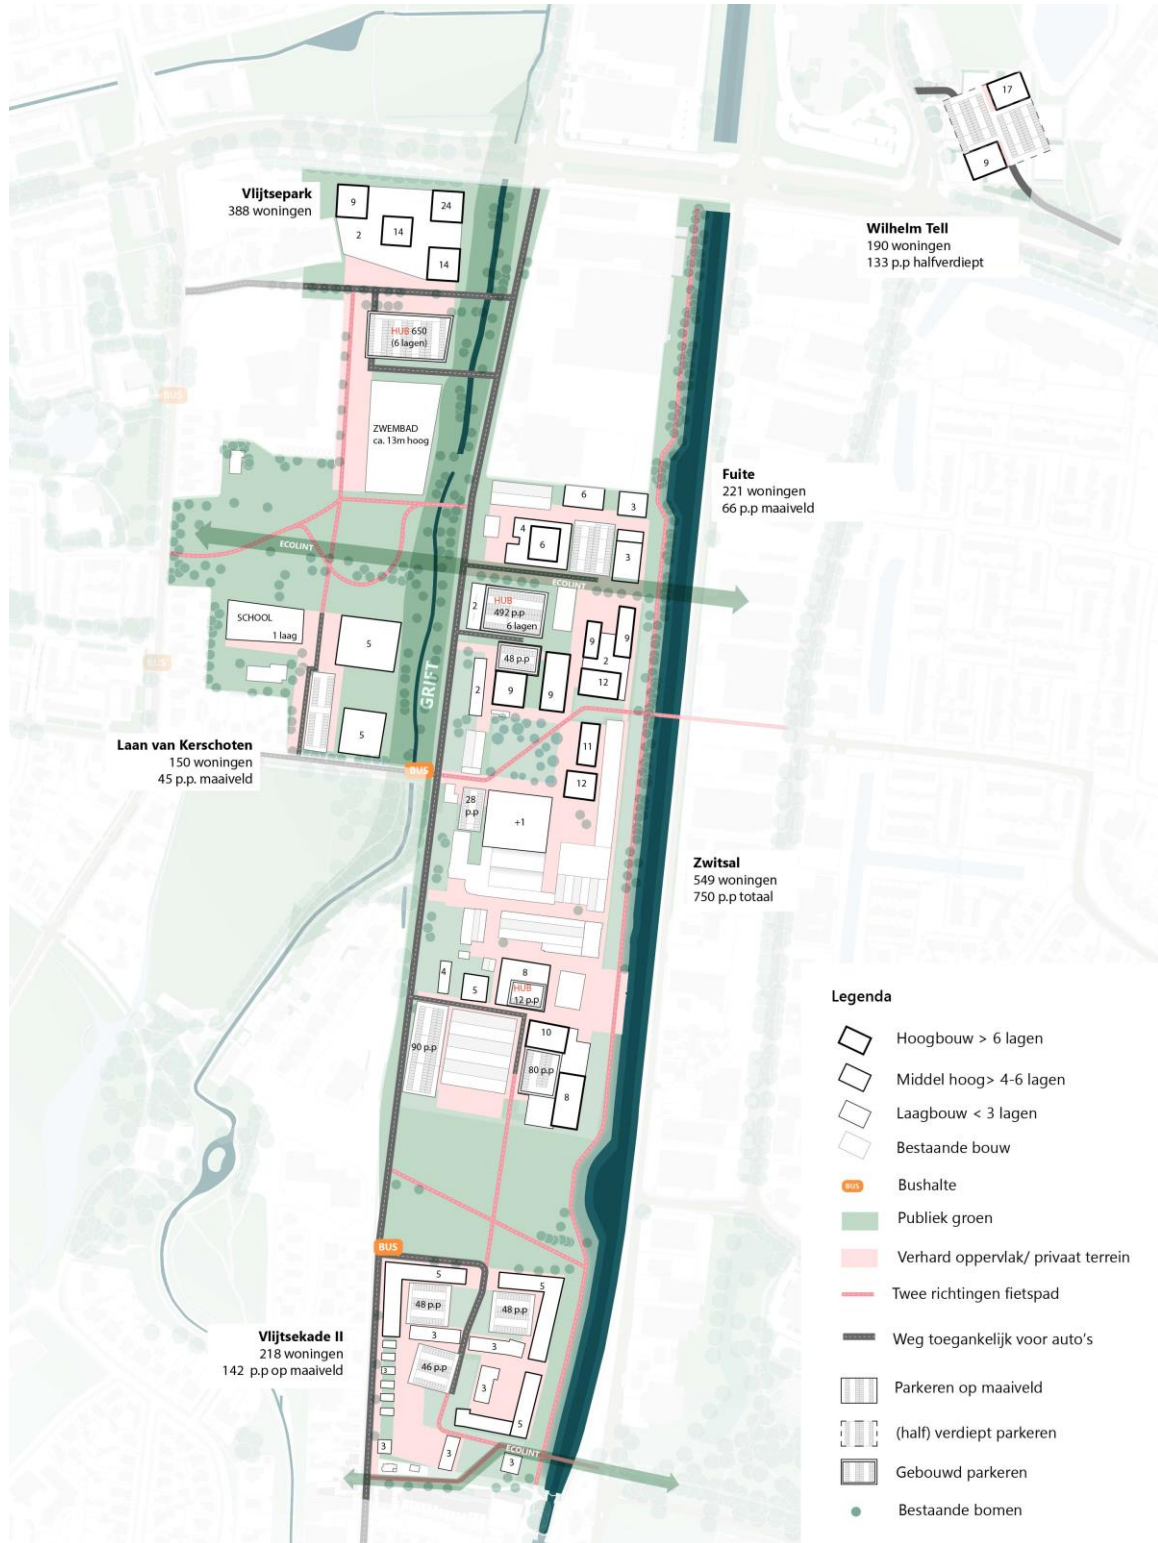 17
9
Vlijtsepark
388 woningen
9
24
2
14
14
Wilhelm Tell
190 woningen
133 p.p halfverdiept
HUB 650
(6 lagen)
BUS
ZWEMBAD
ca. 13m hoog
Fuite
221 woningen
66 p.p maaiveld
6
3
4
6
3
ECOLINT
ECOLINT
2
HUB
492 p.p
6 lagen
SCHOOL
1 laag
5
9
9
2
48 p.p
12
BUS
2
9
9
GRIFT
5
11
Laan van Kerschoten
150 woningen
45 p.p. maaiveld
BUS
12
28
p.p
+1
Zwitsal
549 woningen
750 p.p totaal
4
5
8
HUB
12 p.p
10
90 p.p
80 p.p
8
Legenda
Hoogbouw > 6 lagen
Middel hoog> 4-6 lagen
Laagbouw < 3 lagen
Bestaande bouw
BUS
Bushalte
Publiek groen
Verhard oppervlak/ privaat terrein
Twee richtingen fietspad
Weg toegankelijk voor auto's
Parkeren op maaiveld
(half) verdiept parkeren
Gebouwd parkeren
Bestaande bomen
BUS
5
5
48 p.p
48 p.p
3
3
Vlijtsekade II
218 woningen
142 p.p op maaiveld
46 p.p
3
3
5
3
3
ECOLINT
3